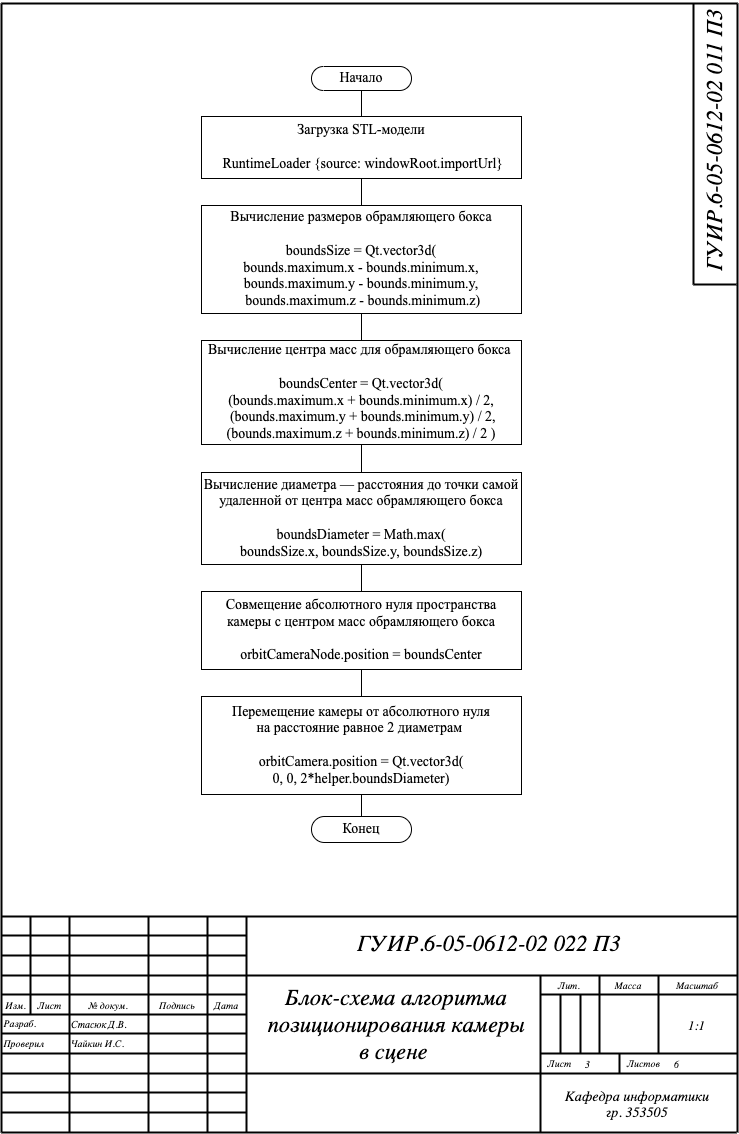 ГУИР.6-05-0612-02 011 ПЗ
Начало
Загрузка STL-модели
RuntimeLoader {source: windowRoot.importUrl}
Вычисление размеров обрамляющего бокса
boundsSize = Qt.vector3d(
bounds.maximum.x - bounds.minimum.x,
bounds.maximum.y - bounds.minimum.y,
bounds.maximum.z - bounds.minimum.z)
Вычисление центра масс для обрамляющего бокса
boundsCenter = Qt.vector3d(
(bounds.maximum.x + bounds.minimum.x) / 2,
(bounds.maximum.y + bounds.minimum.y) / 2,
(bounds.maximum.z + bounds.minimum.z) / 2 )
Вычисление диаметра — расстояния до точки самой
удаленной от центра масс обрамляющего бокса
boundsDiameter = Math.max(
boundsSize.x, boundsSize.y, boundsSize.z)
Совмещение абсолютного нуля пространства
камеры с центром масс обрамляющего бокса
orbitCameraNode.position = boundsCenter
Перемещение камеры от абсолютного нуля
на расстояние равное 2 диаметрам
orbitCamera.position = Qt.vector3d(
0, 0, 2*helper.boundsDiameter)
Конец
ГУИР.6-05-0612-02 022 ПЗ
Изм. Лист № докум. Подпись Дата
Разраб. Стасюк Д.В.
Проверил Чайкин И.С.
Блок-схема алгоритма
позиционирования камеры
в сцене
Лит. Масса Масштаб
1:1
Лист 3 Листов 6
Кафедра информатики
гр. 353505